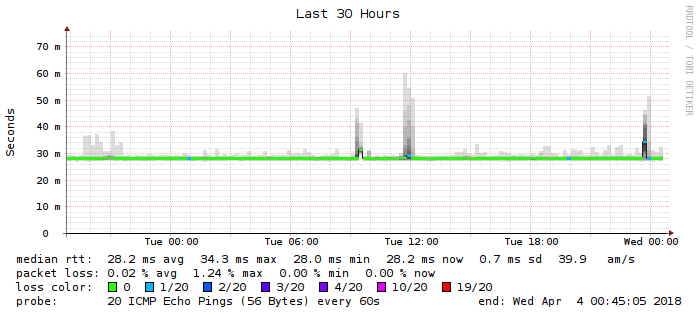 Last 30 Hours
RRDTOOL / TOBI OETIKER
Seconds
70 m
60 m
50 m
40 m
30 m
20 m
10 m
0
Tue 00:00 Tue 06:00 Tue 12:00 Tue 18:00 Wed 00:00
median rtt: 28.2 ms avg 34.3 ms max 28.0 ms min 28.2 ms now 0.7 ms sd 39.9 am/s
packet loss: 0.02 % avg 1.24 % max 0.00 % min 0.00 % now
loss color: 0 1/20 2/20 3/20 4/20 10/20 19/20
probe: 20 ICMP Echo Pings (56 Bytes) every 60s end: Wed Apr 4 00:45:05 2018